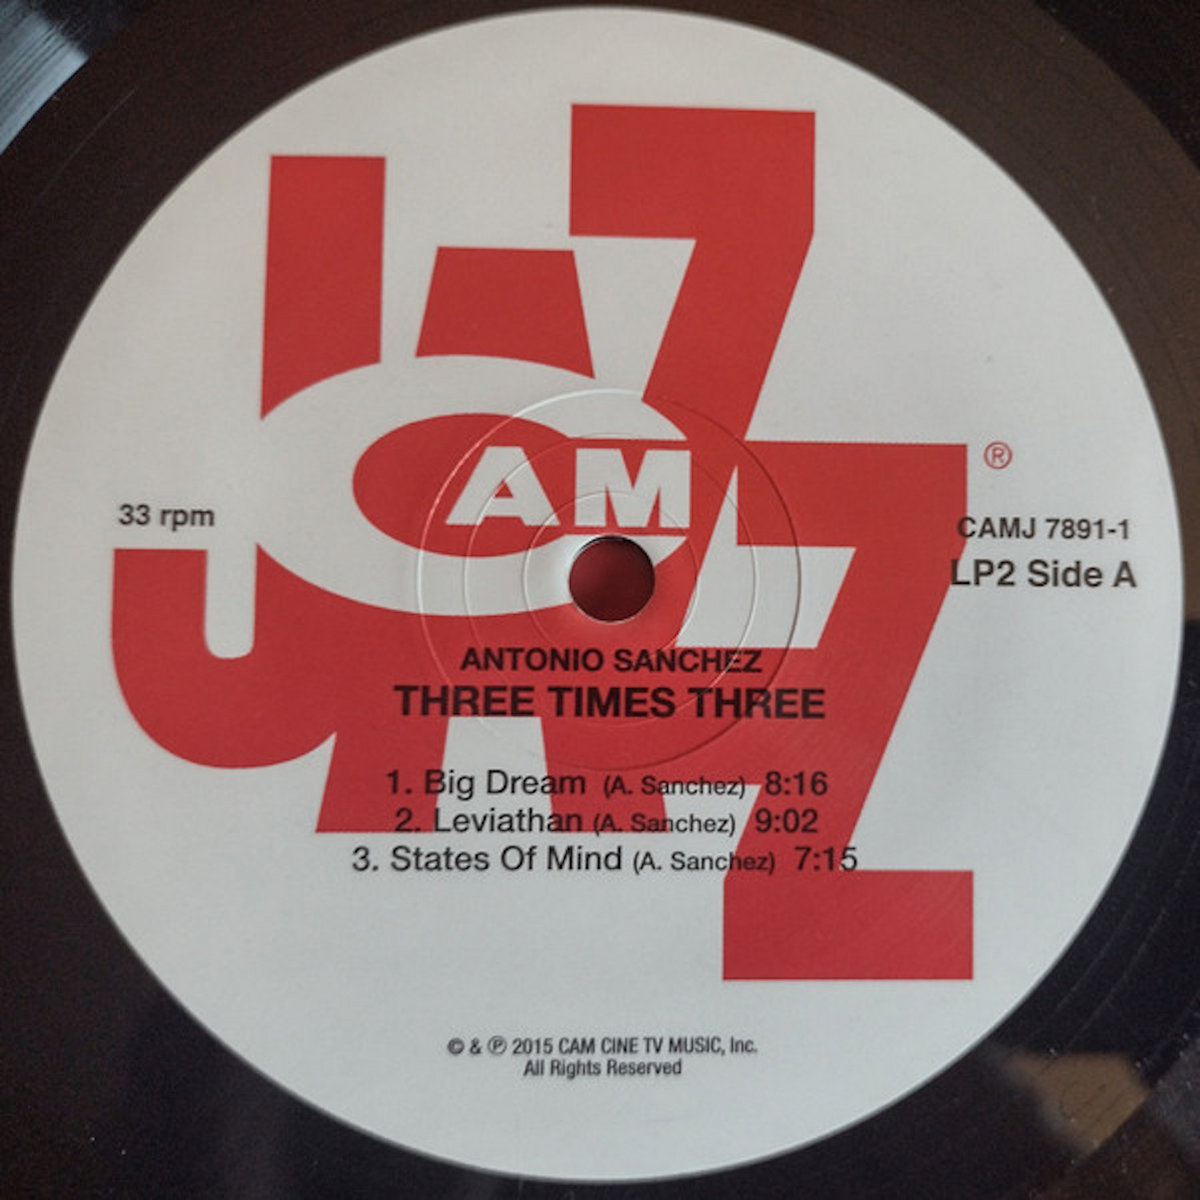 JAZZ
CAM
®
33 rpm
CAMJ 7891-1
LP2 Side A
ANTONIO SANCHEZ
THREE TIMES THREE
1. Big Dream (A. Sanchez) 8:16
2. Leviathan (A. Sanchez) 9:02
3. States Of Mind (A. Sanchez) 7:15
© & ℗ 2015 CAM CINE TV MUSIC, Inc.
All Rights Reserved